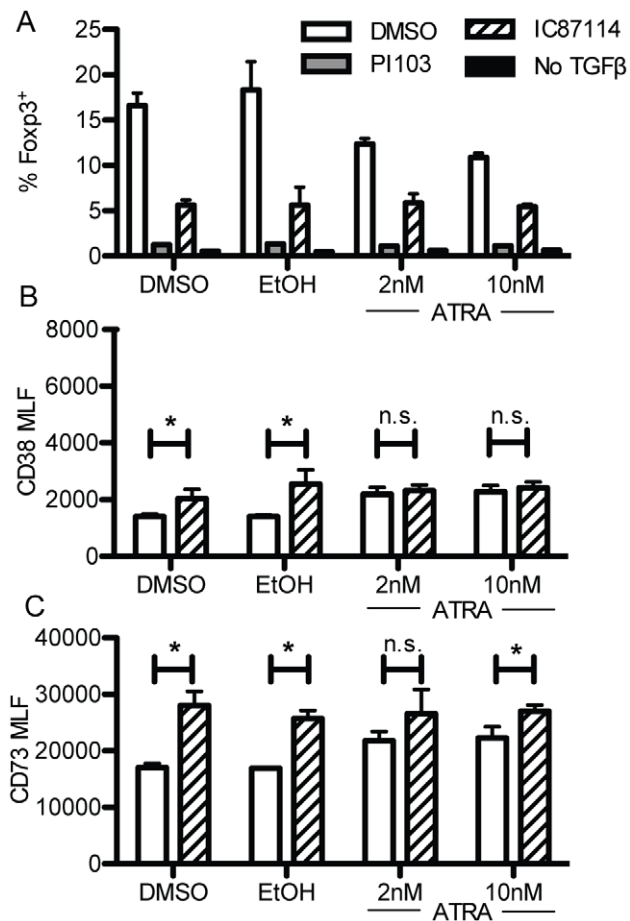 A
DMSO
IC87114
PI103
No TGFβ
% Foxp3+
25
20
15
10
5
0
DMSO EtOH 2nM 10nM
ATRA
B
CD38 MLF
8000
6000
4000
2000
0
* * n.s. n.s.
DMSO EtOH 2nM 10nM
ATRA
C
CD73 MLF
40000
30000
20000
10000
0
* * n.s. *
DMSO EtOH 2nM 10nM
ATRA